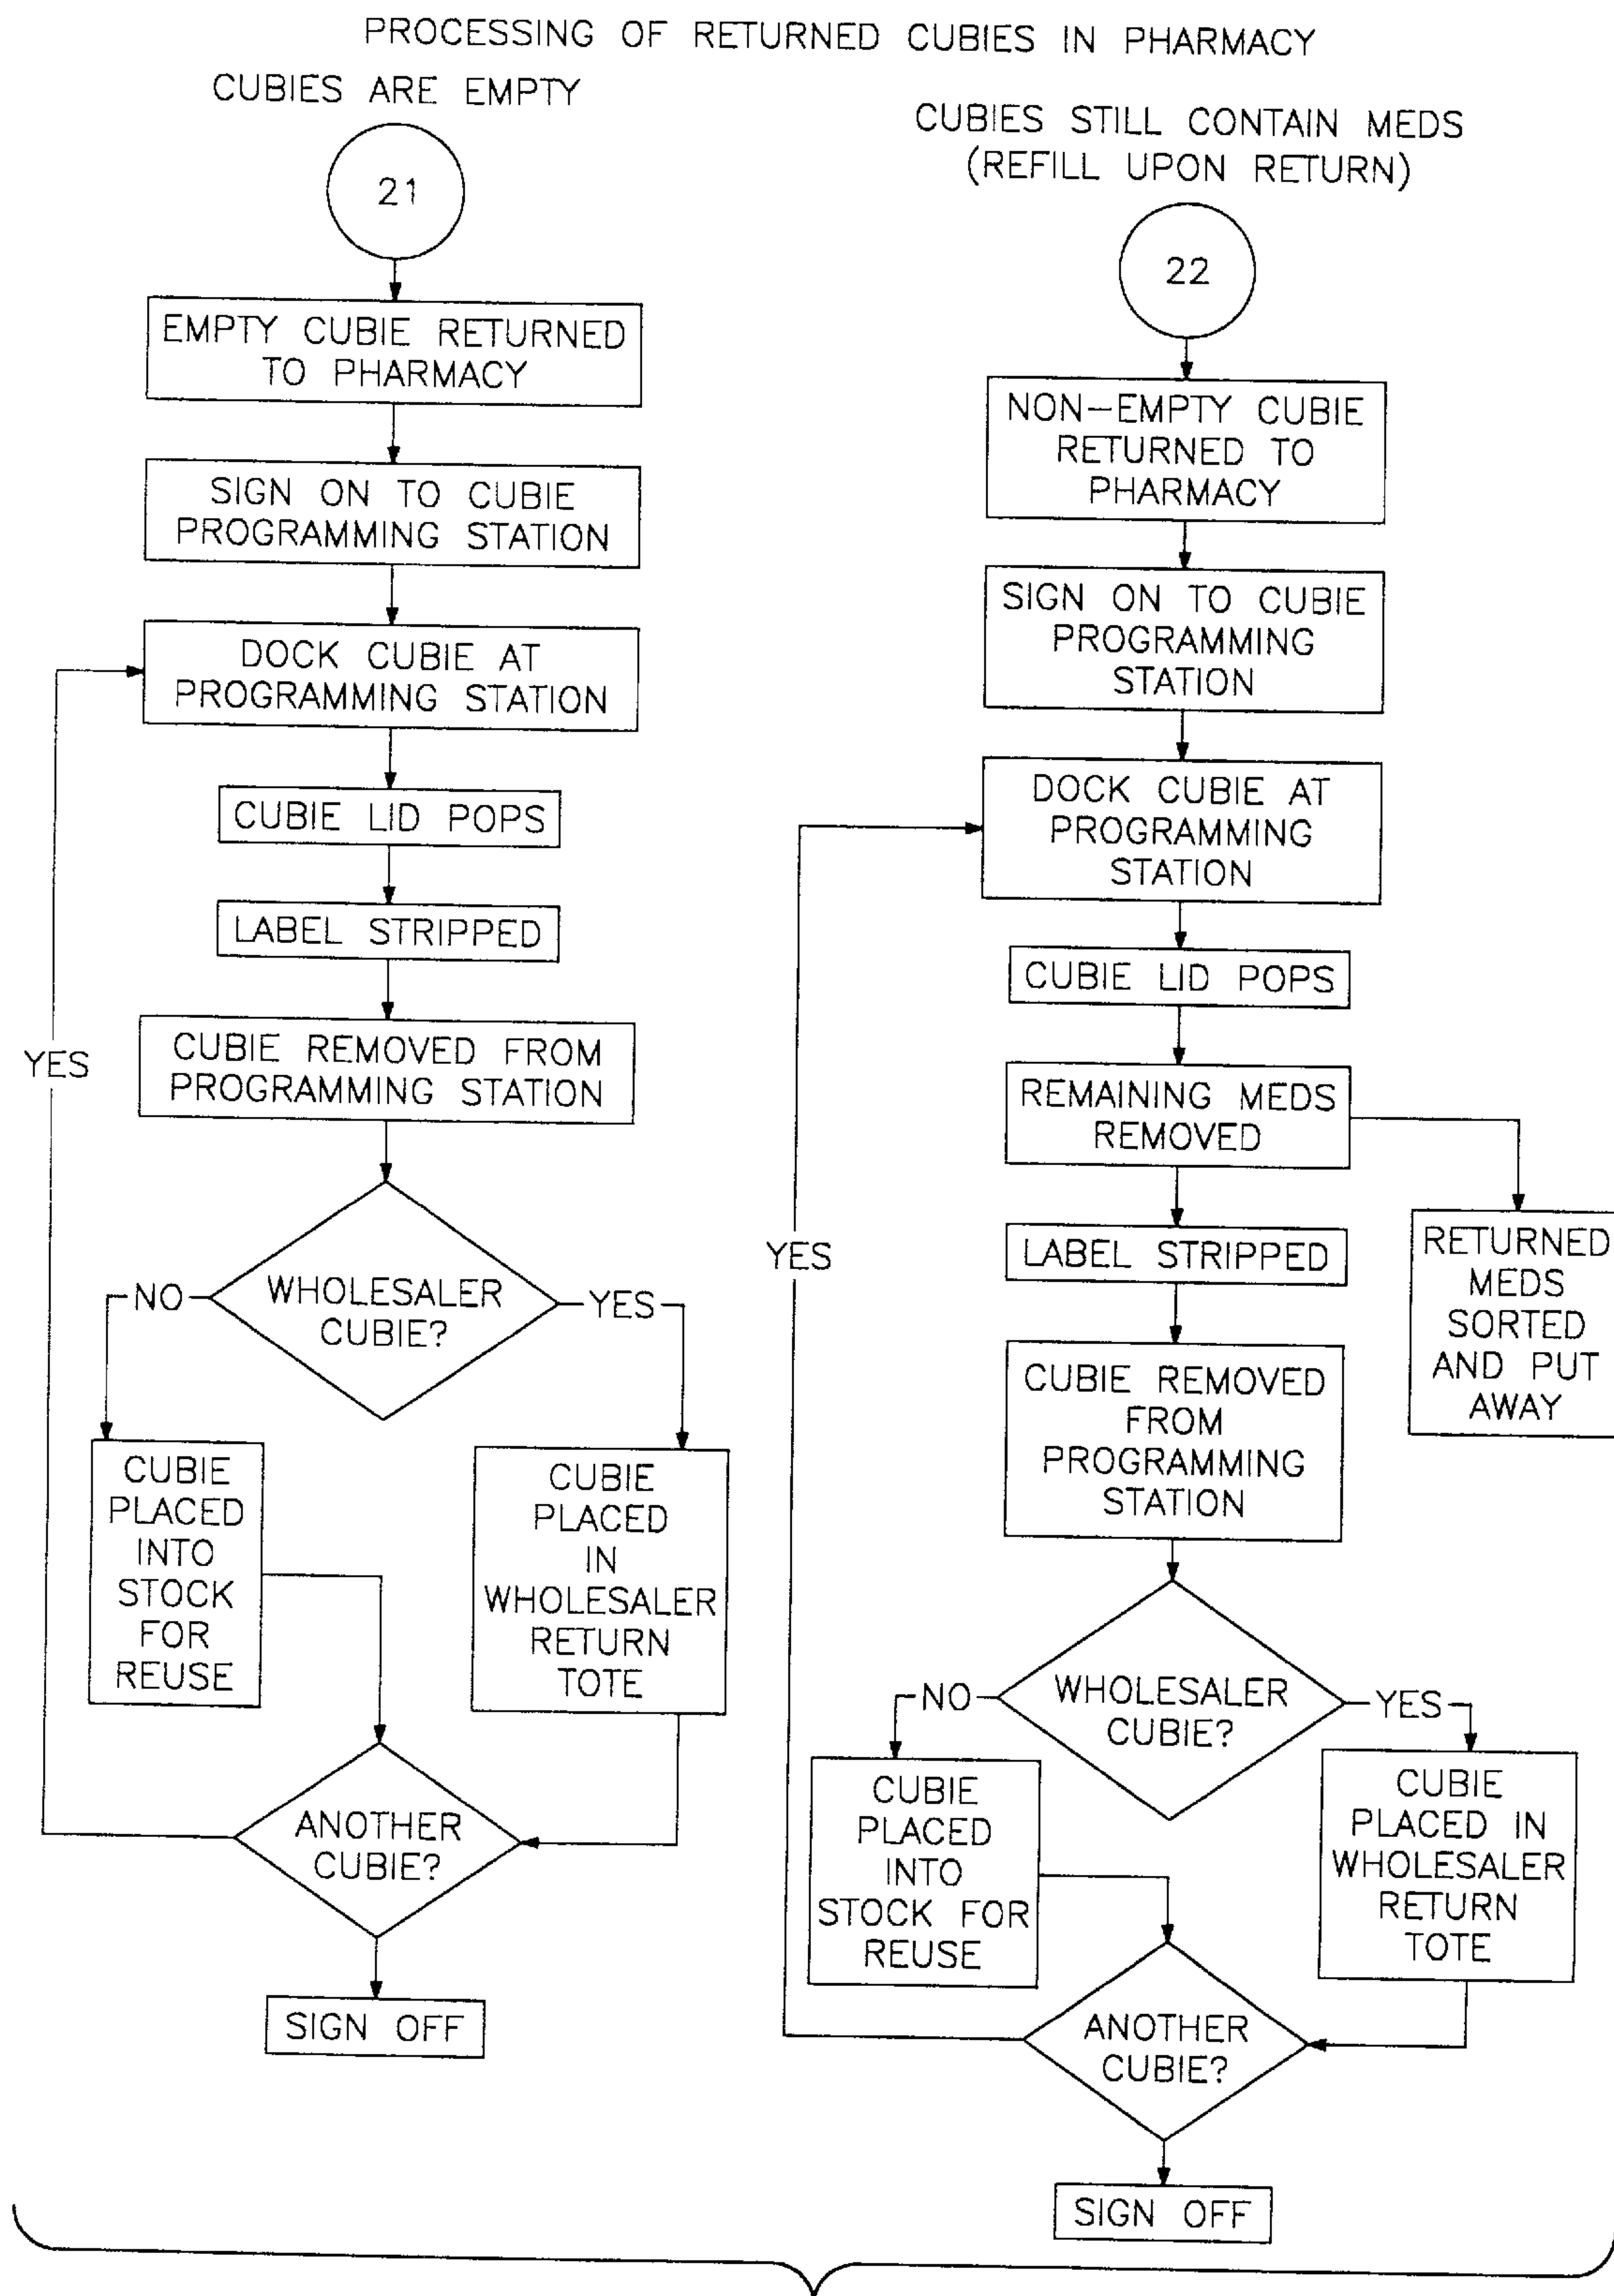 PROCESSING OF RETURNED CUBIES IN PHARMACY
CUBIES ARE EMPTY
21
EMPTY CUBIE RETURNED
TO PHARMACY
SIGN ON TO CUBIE
PROGRAMMING STATION
DOCK CUBIE AT
PROGRAMMING STATION
CUBIE LID POPS
LABEL STRIPPED
CUBIE REMOVED FROM
PROGRAMMING STATION
YES
WHOLESALER
CUBIE?
NO
YES
CUBIE
PLACED
INTO
STOCK
FOR
REUSE
CUBIE
PLACED
IN
WHOLESALER
RETURN
TOTE
ANOTHER
CUBIE?
SIGN OFF
CUBIES STILL CONTAIN MEDS
(REFILL UPON RETURN)
22
NON-EMPTY CUBIE
RETURNED TO
PHARMACY
SIGN ON TO CUBIE
PROGRAMMING
STATION
DOCK CUBIE AT
PROGRAMMING
STATION
CUBIE LID POPS
REMAINING MEDS
REMOVED
RETURNED
MEDS
SORTED
AND PUT
AWAY
YES
LABEL STRIPPED
CUBIE REMOVED
FROM
PROGRAMMING
STATION
WHOLESALER
CUBIE?
NO
YES
CUBIE
PLACED
INTO
STOCK FOR
REUSE
CUBIE
PLACED IN
WHOLESALER
RETURN
TOTE
ANOTHER
CUBIE?
SIGN OFF